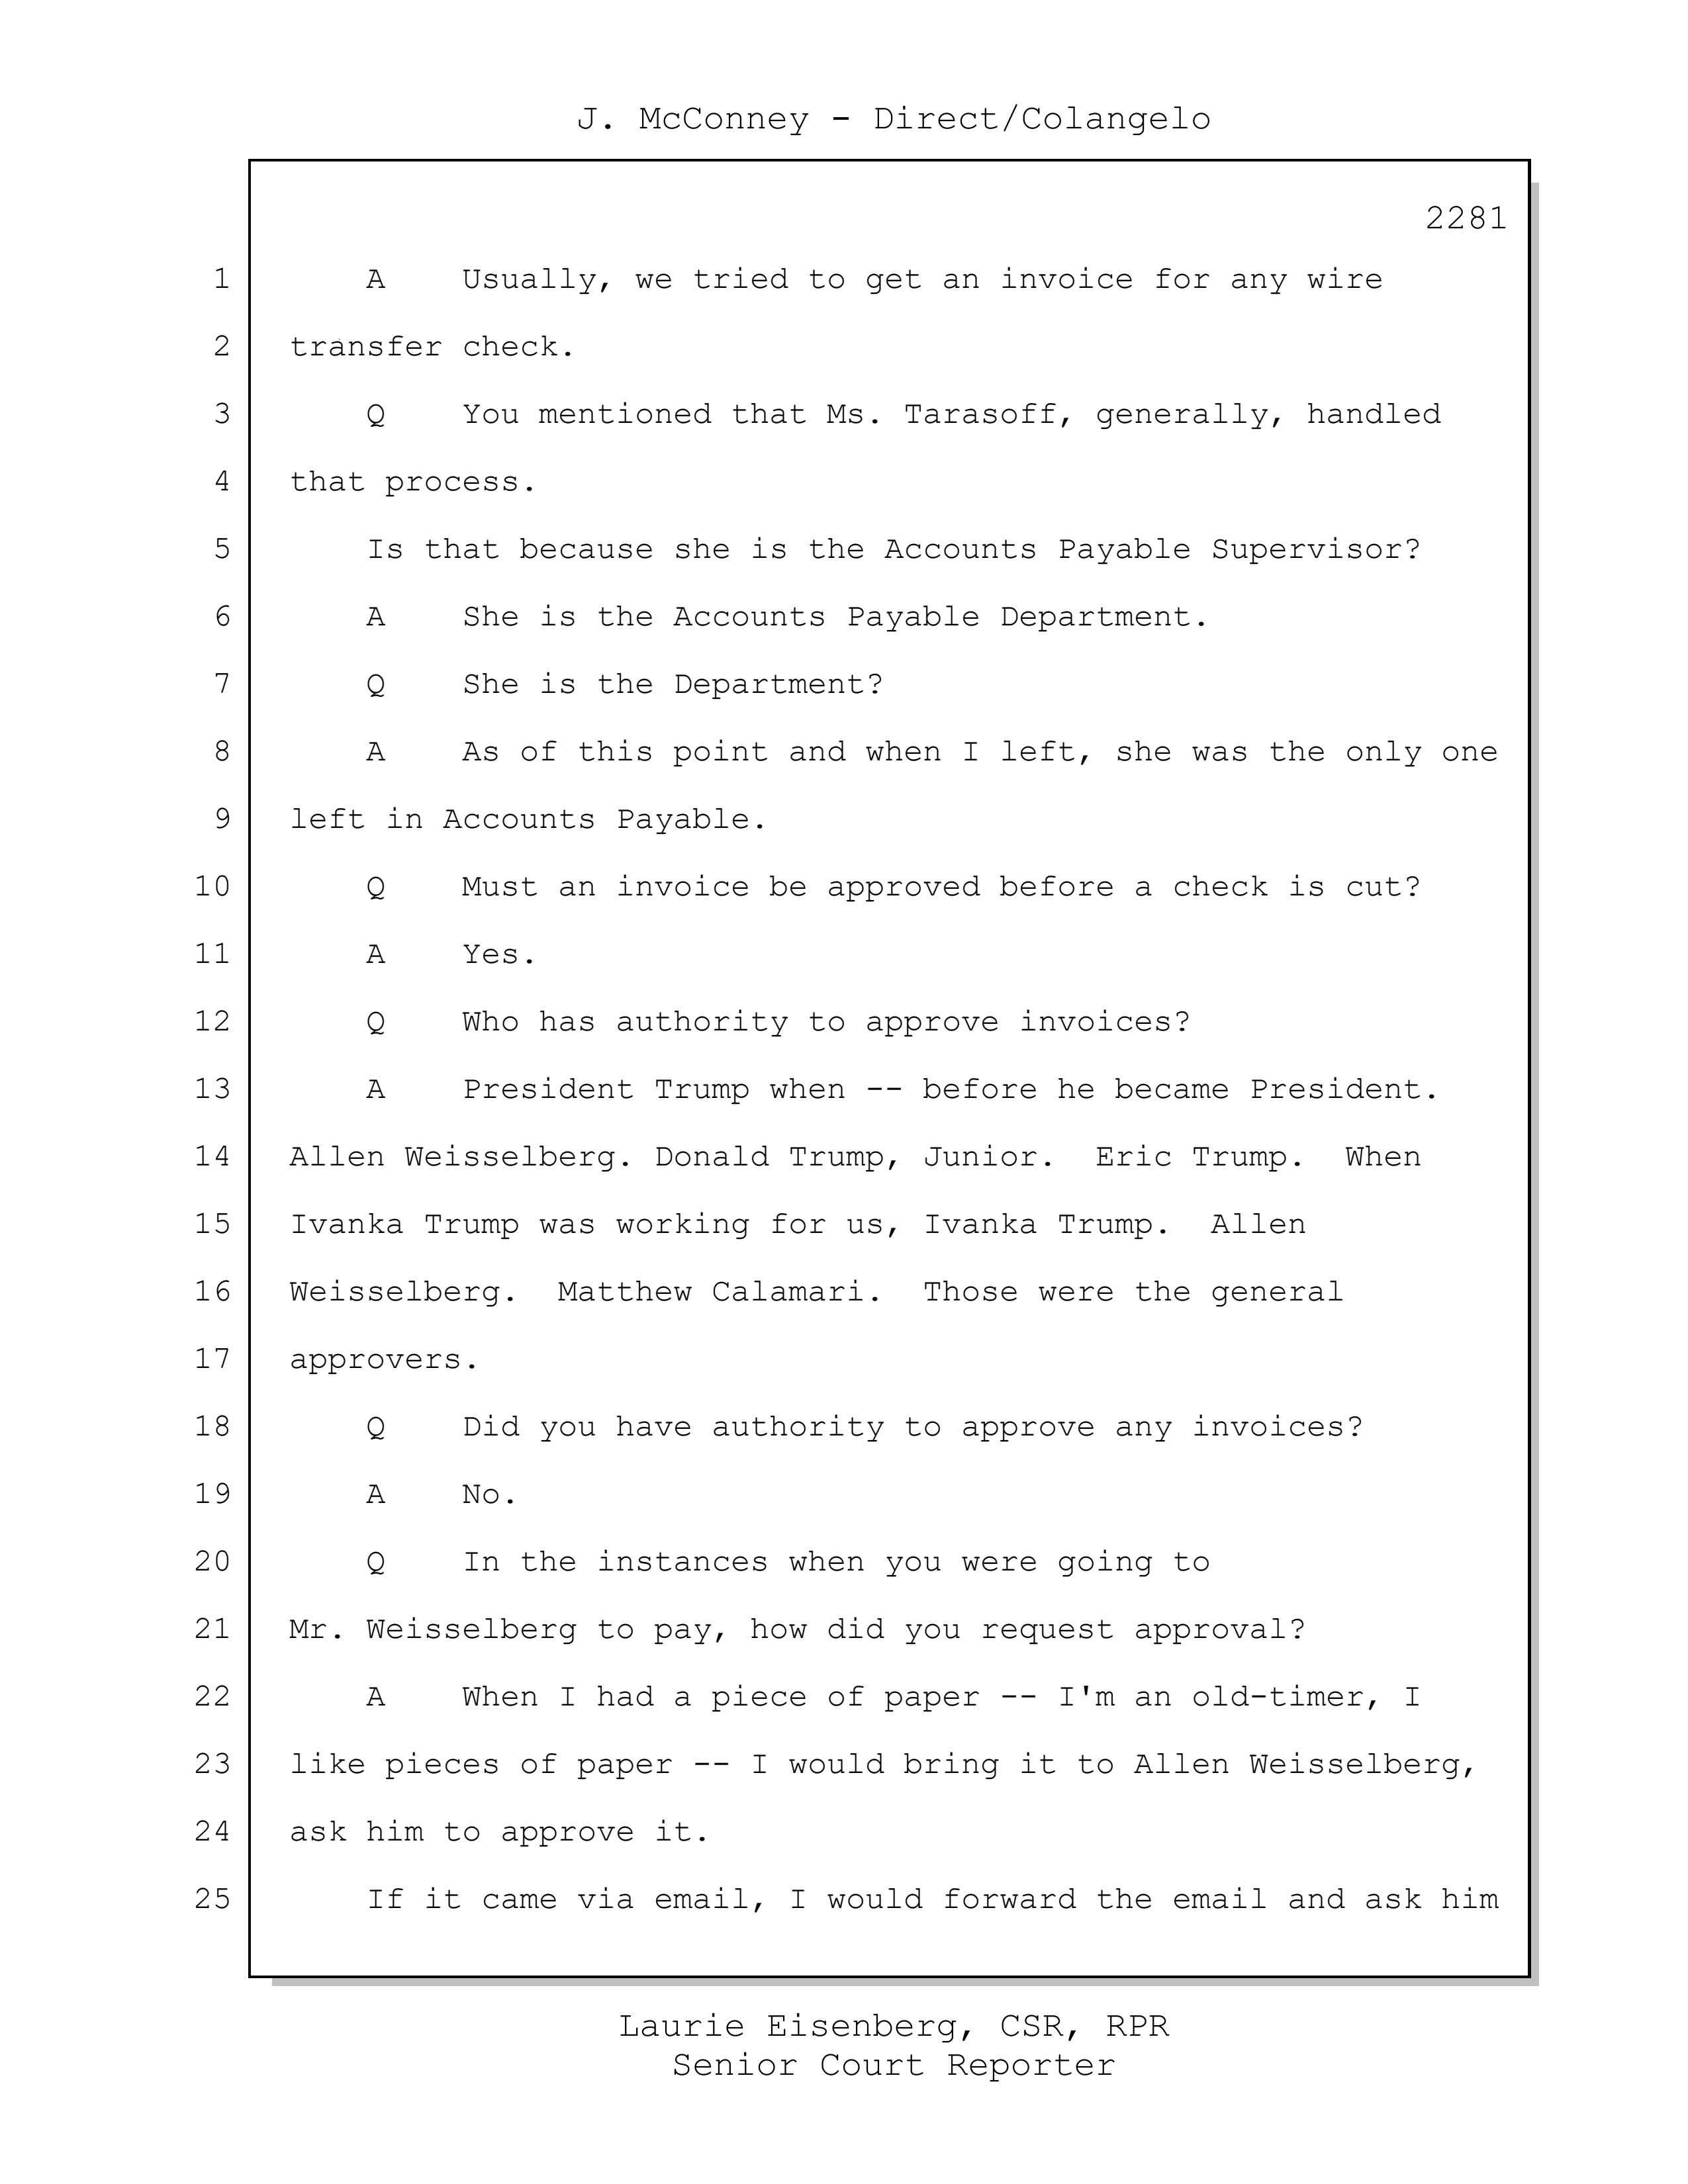 J. McConney - Direct/Colangelo
2281
1 A Usually, we tried to get an invoice for any wire
2 transfer check.
3 Q You mentioned that Ms. Tarasoff, generally, handled
4 that process.
5 Is that because she is the Accounts Payable Supervisor?
6 A She is the Accounts Payable Department.
7 Q She is the Department?
8 A As of this point and when I left, she was the only one
9 left in Accounts Payable.
10 Q Must an invoice be approved before a check is cut?
11 A Yes.
12 Q Who has authority to approve invoices?
13 A President Trump when -- before he became President.
14 Allen Weisselberg. Donald Trump, Junior. Eric Trump. When
15 Ivanka Trump was working for us, Ivanka Trump. Allen
16 Weisselberg. Matthew Calamari. Those were the general
17 approvers.
18 Q Did you have authority to approve any invoices?
19 A No.
20 Q In the instances when you were going to
21 Mr. Weisselberg to pay, how did you request approval?
22 A When I had a piece of paper -- I'm an old-timer, I
23 like pieces of paper -- I would bring it to Allen Weisselberg,
24 ask him to approve it.
25 If it came via email, I would forward the email and ask him
Laurie Eisenberg, CSR, RPR
Senior Court Reporter